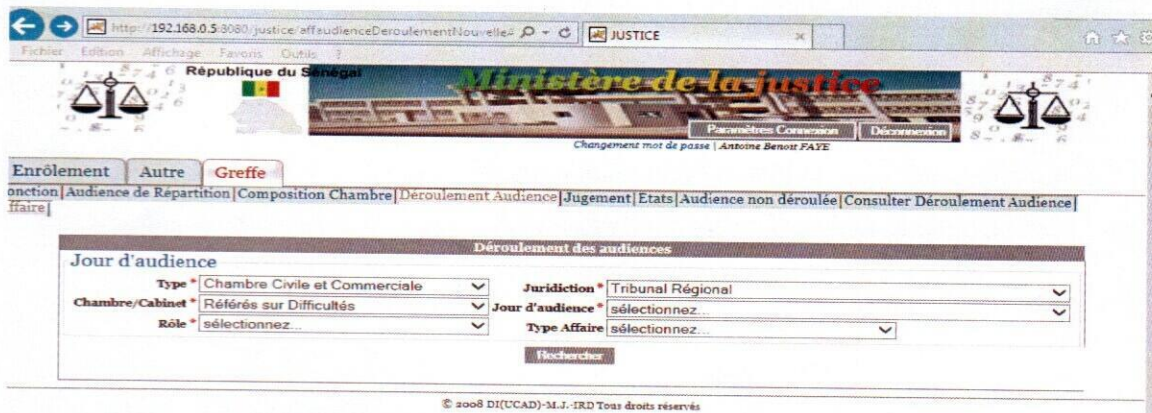 http://192.168.0.5:8080/justice/affaudienceDeroulementNouvelle# JUSTICE
Fichier Edition Affichage Favoris Outils ?
République du Sénégal
Ministère de la justice
Paramètres Connexion Déconnexion
Changement mot de passe | Antoine Benoit FAYE
Enrôlement Autre Greffe
onction|Audience de Répartition|Composition Chambre|Déroulement Audience|Jugement|Etats|Audience non déroulée|Consulter Déroulement Audience|
ffaire|
Déroulement des audiences
Jour d'audience
Type * Chambre Civile et Commerciale Juridiction * Tribunal Régional
Chambre/Cabinet * Référés sur Difficultés Jour d'audience * sélectionnez...
Rôle * sélectionnez... Type Affaire sélectionnez...
Rechercher
© 2008 DI(UCAD)-M.J.-IRD Tous droits réservés